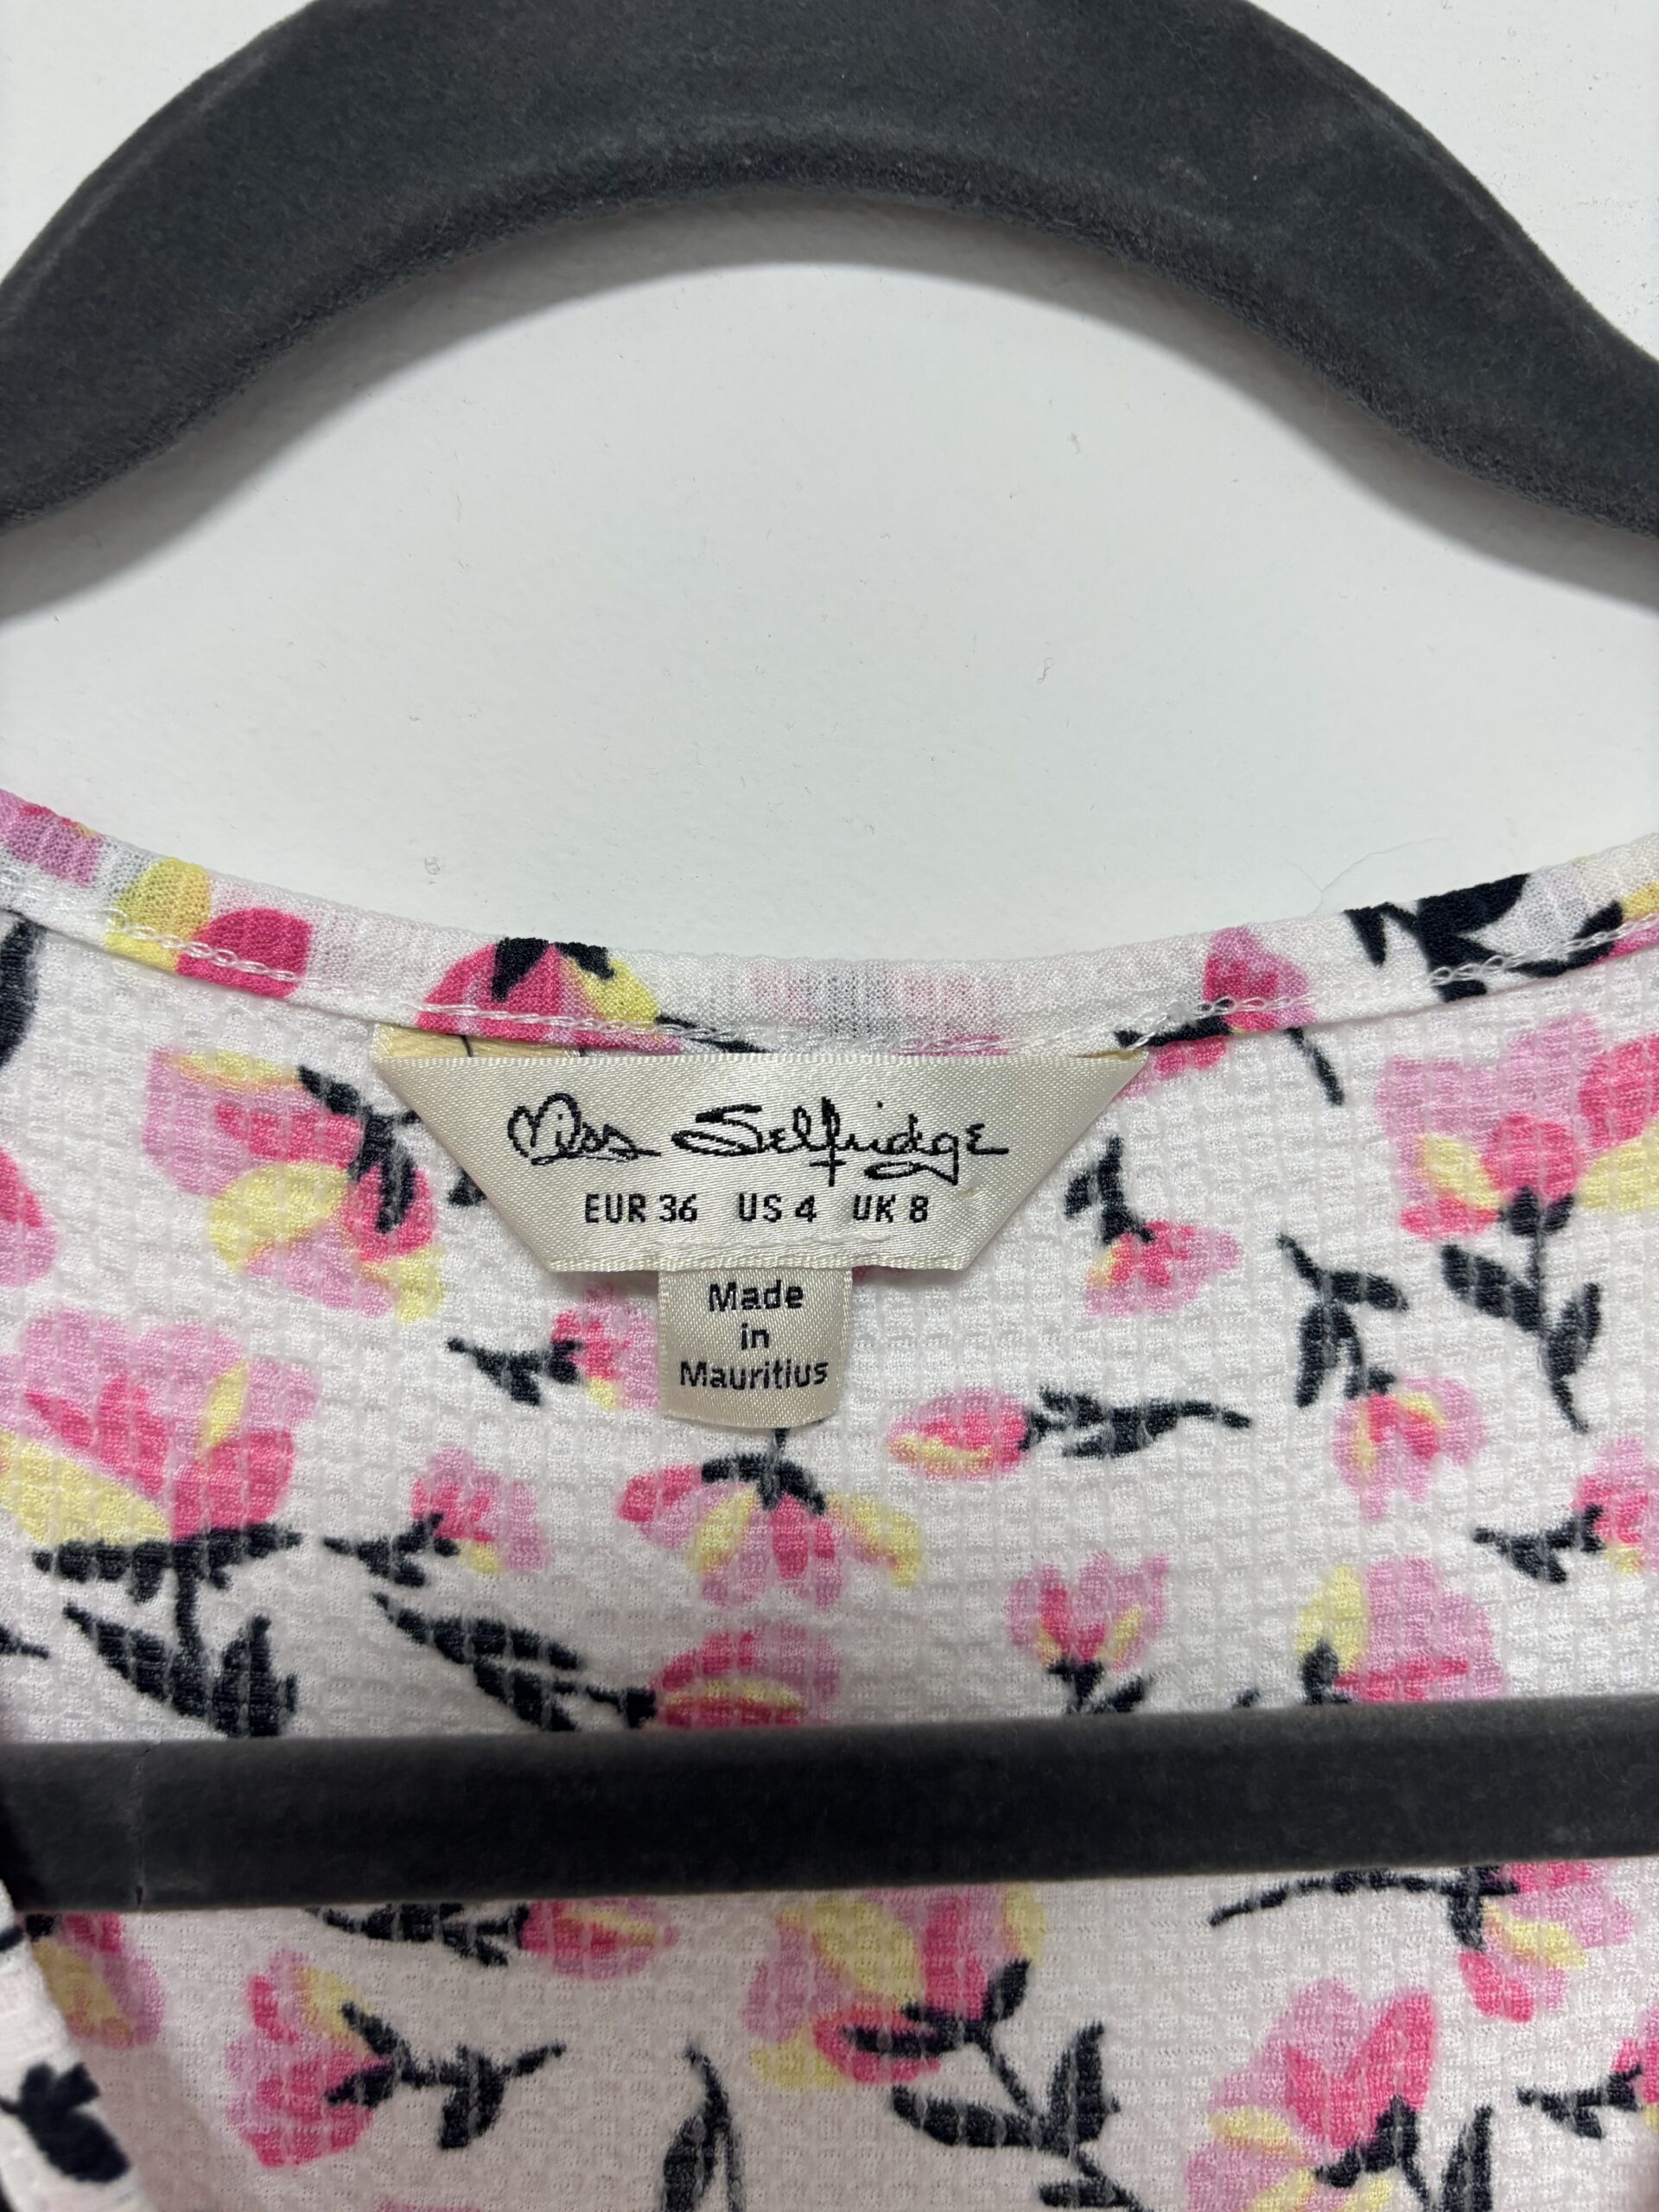 Miss Selfridge
EUR 36 US 4 UK 8
Made
in
Mauritius